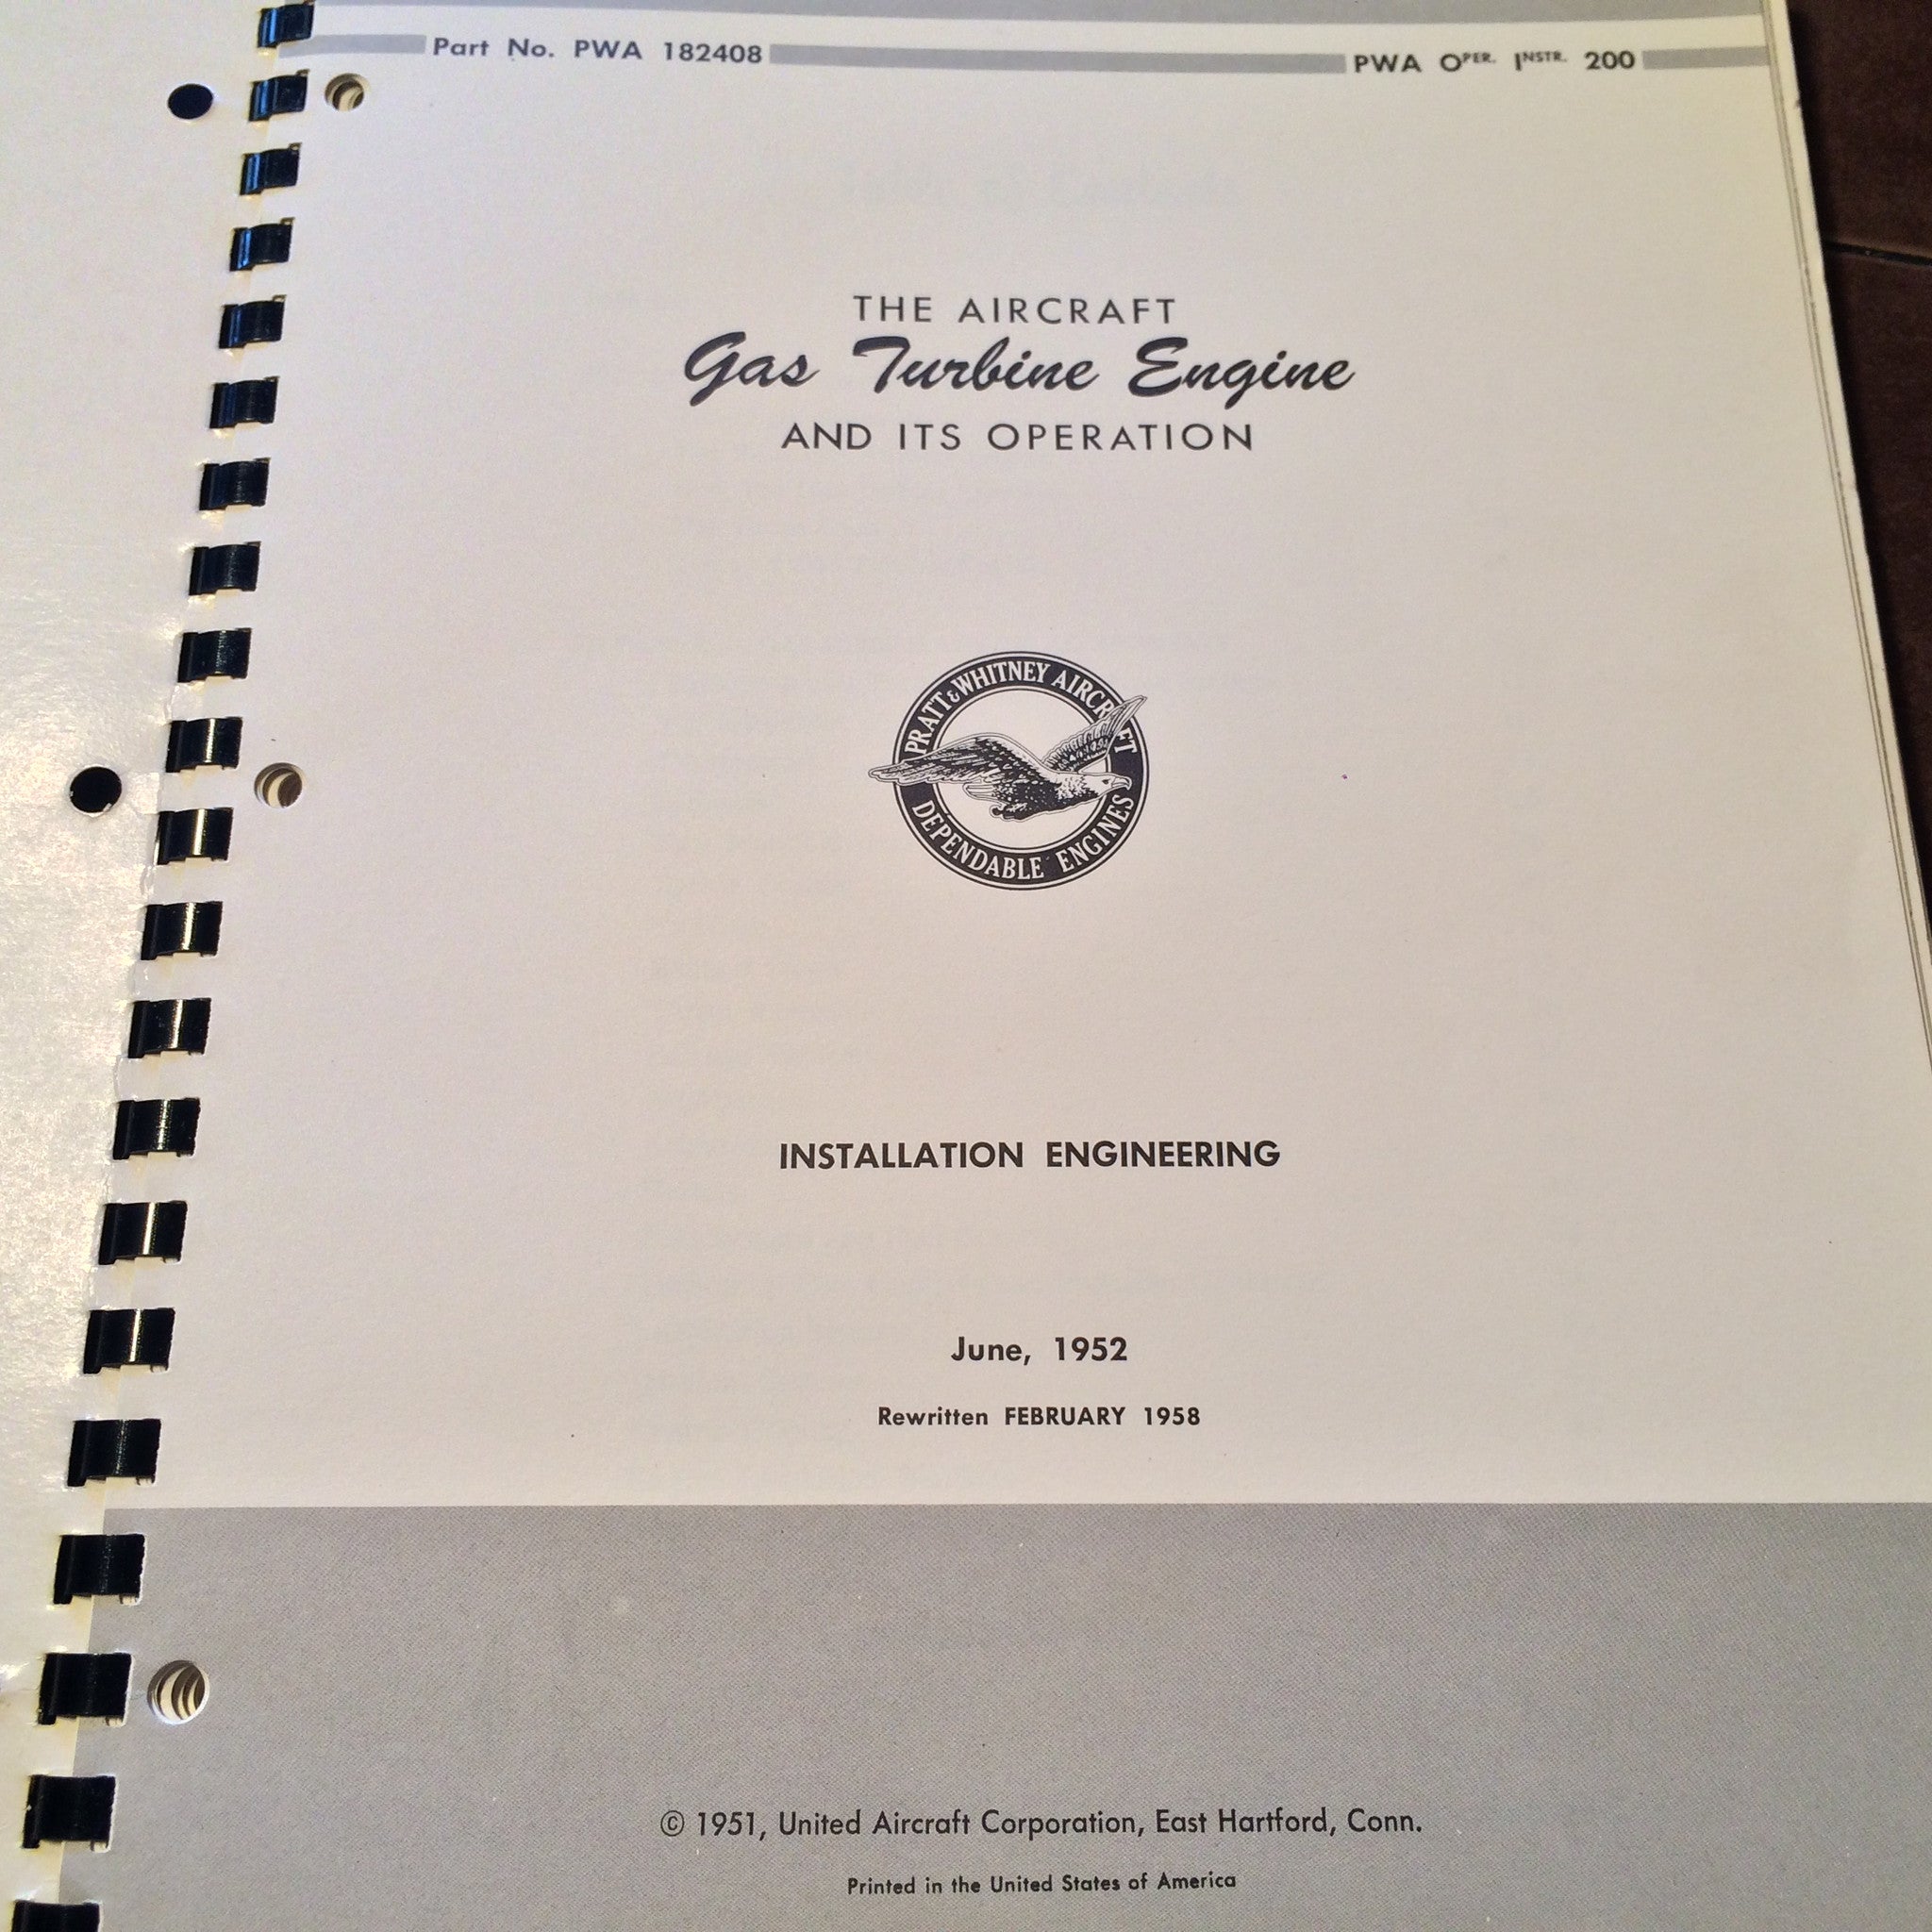 Part No. PWA 182408
PWA OPER. INSTR. 200
THE AIRCRAFT
Gas Turbine Engine
AND ITS OPERATION
PRATT & WHITNEY AIRCRAFT
DEPENDABLE ENGINES
INSTALLATION ENGINEERING
June, 1952
Rewritten FEBRUARY 1958
© 1951, United Aircraft Corporation, East Hartford, Conn.
Printed in the United States of America